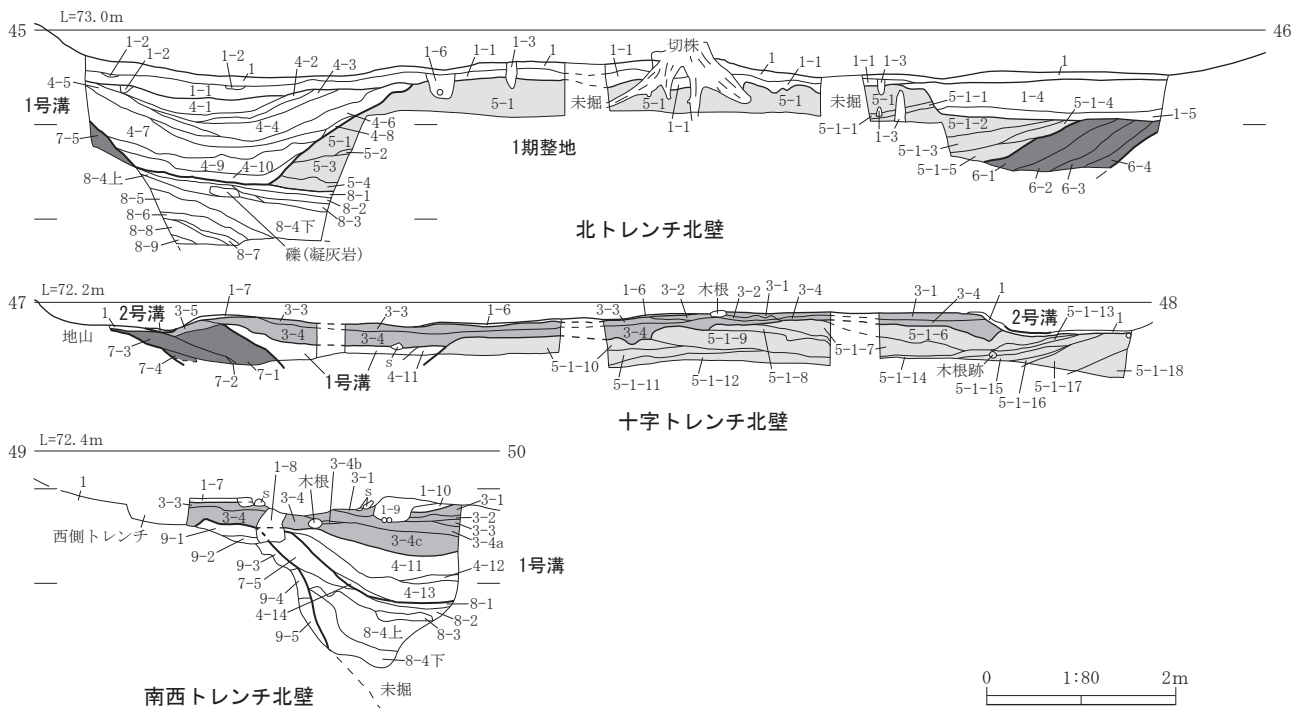 45 L=73.0m 46
1-2 1-2 1-2 1 4-2 4-3 1-6 1-1 1-3 1 1-1 切株 1 1-1 1-1 1-3 1
4-5 1-1 4-1 5-1 未掘 5-1 1-1 5-1 未掘 5-1 5-1-1 1-4 5-1-4 1-5
1号溝 7-5 4-7 4-4 4-6 4-8 1期整地 5-1-1 1-3 5-1-2
5-1 5-2 5-3 5-1-3 5-1-5
4-9 4-10 5-4 6-1 6-2 6-3 6-4
8-4上 8-1 8-2 8-3
8-5 8-6 8-8 8-9 8-7 8-4下
礫(凝灰岩)
北トレンチ北壁
47 L=72.2m 48
1 2号溝 3-5 1-7 3-3 3-3 1-6 3-3 1-6 3-2 木根 3-2 3-1 3-4 3-1 3-4 1 2号溝 5-1-13 1
地山 7-3 7-4 7-2 7-1 3-4 1号溝 3-4 s s 4-11 3-4 5-1-10 5-1-9 5-1-7 5-1-6
5-1-11 5-1-12 5-1-8 5-1-14 木根跡 5-1-15 5-1-16 5-1-17 5-1-18
十字トレンチ北壁
49 L=72.4m 50
1 1-7 1-8 s 木根 3-4b 3-1 s 1-10 1-9 3-1
3-3 3-4 3-4 3-2 3-3 3-4a
西側トレンチ 9-1 9-2 3-4c
9-3 7-5 9-4 4-14 4-11 4-12 1号溝
4-13 8-1 8-2 8-3
9-5 8-4上
8-4下
未掘
南西トレンチ北壁
0 1:80 2m